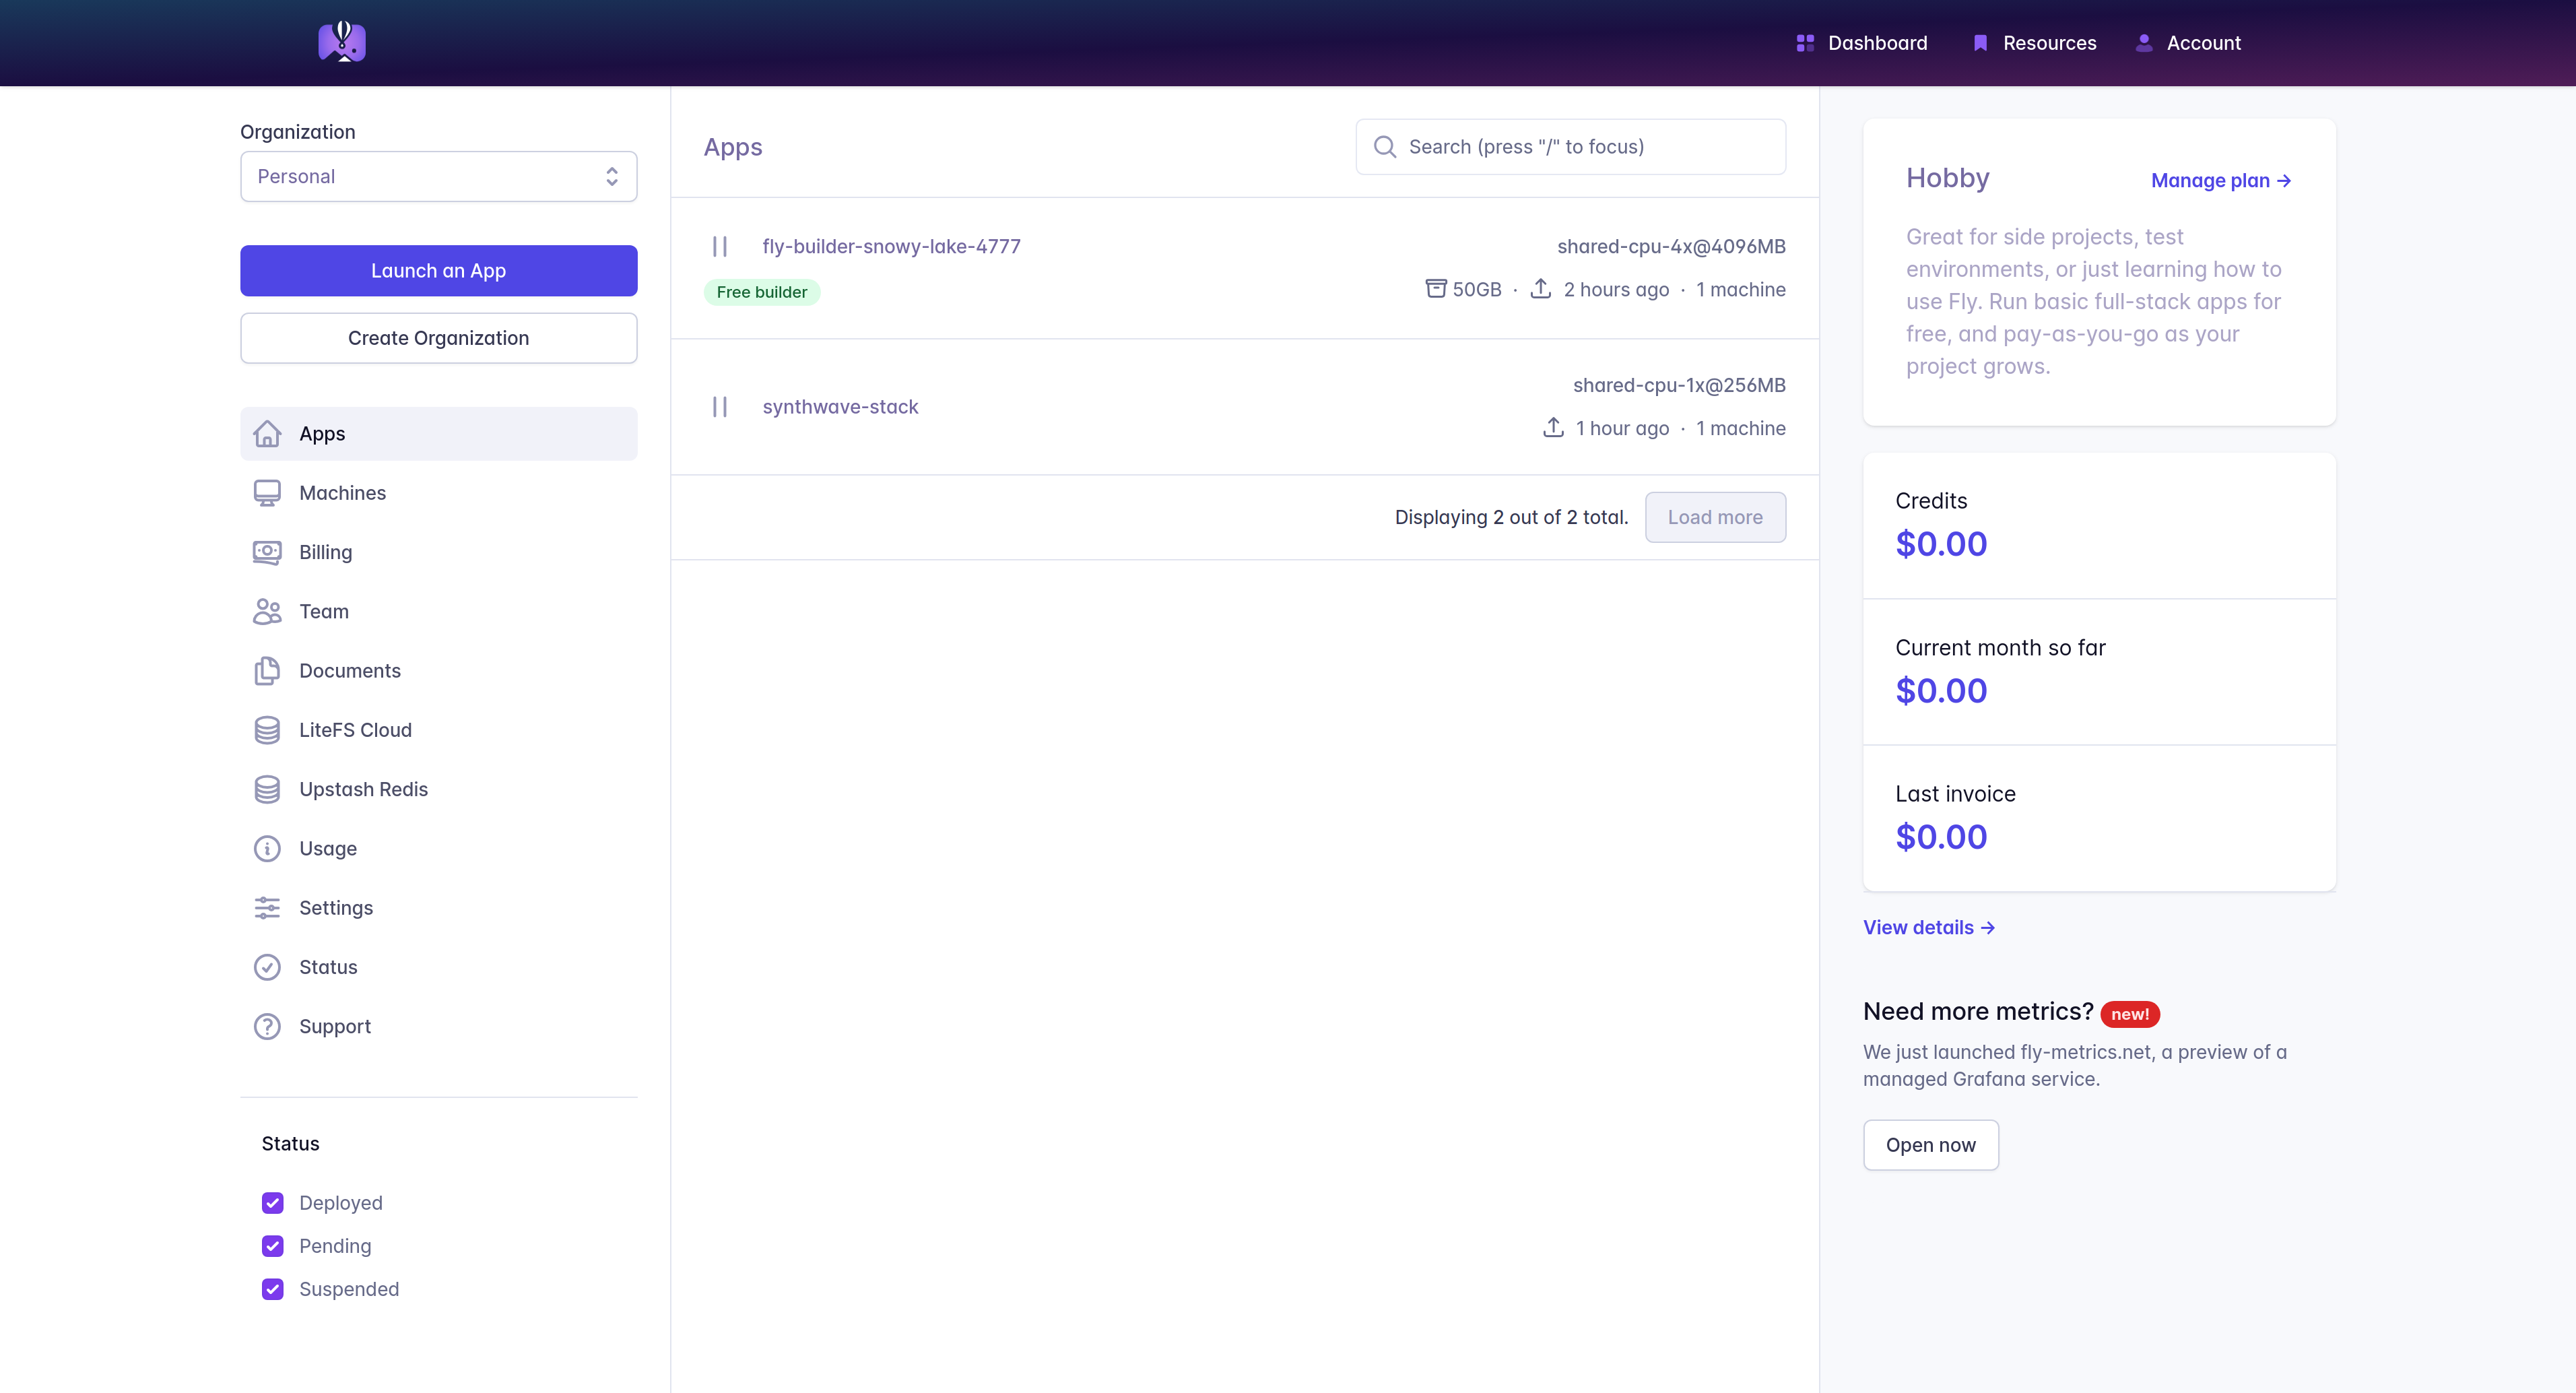 Dashboard
Resources
Account
Organization
Personal
Launch an App
Create Organization
Apps
Machines
Billing
Team
Documents
LiteFS Cloud
Upstash Redis
Usage
Settings
Status
Support
Status
Deployed
Pending
Suspended
Apps
Search (press "/" to focus)
fly-builder-snowy-lake-4777
shared-cpu-4x@4096MB
Free builder
50GB · 2 hours ago · 1 machine
synthwave-stack
shared-cpu-1x@256MB
1 hour ago · 1 machine
Displaying 2 out of 2 total.
Load more
Hobby
Manage plan →
Great for side projects, test
environments, or just learning how to
use Fly. Run basic full-stack apps for
free, and pay-as-you-go as your
project grows.
Credits
$0.00
Current month so far
$0.00
Last invoice
$0.00
View details →
Need more metrics? new!
We just launched fly-metrics.net, a preview of a
managed Grafana service.
Open now